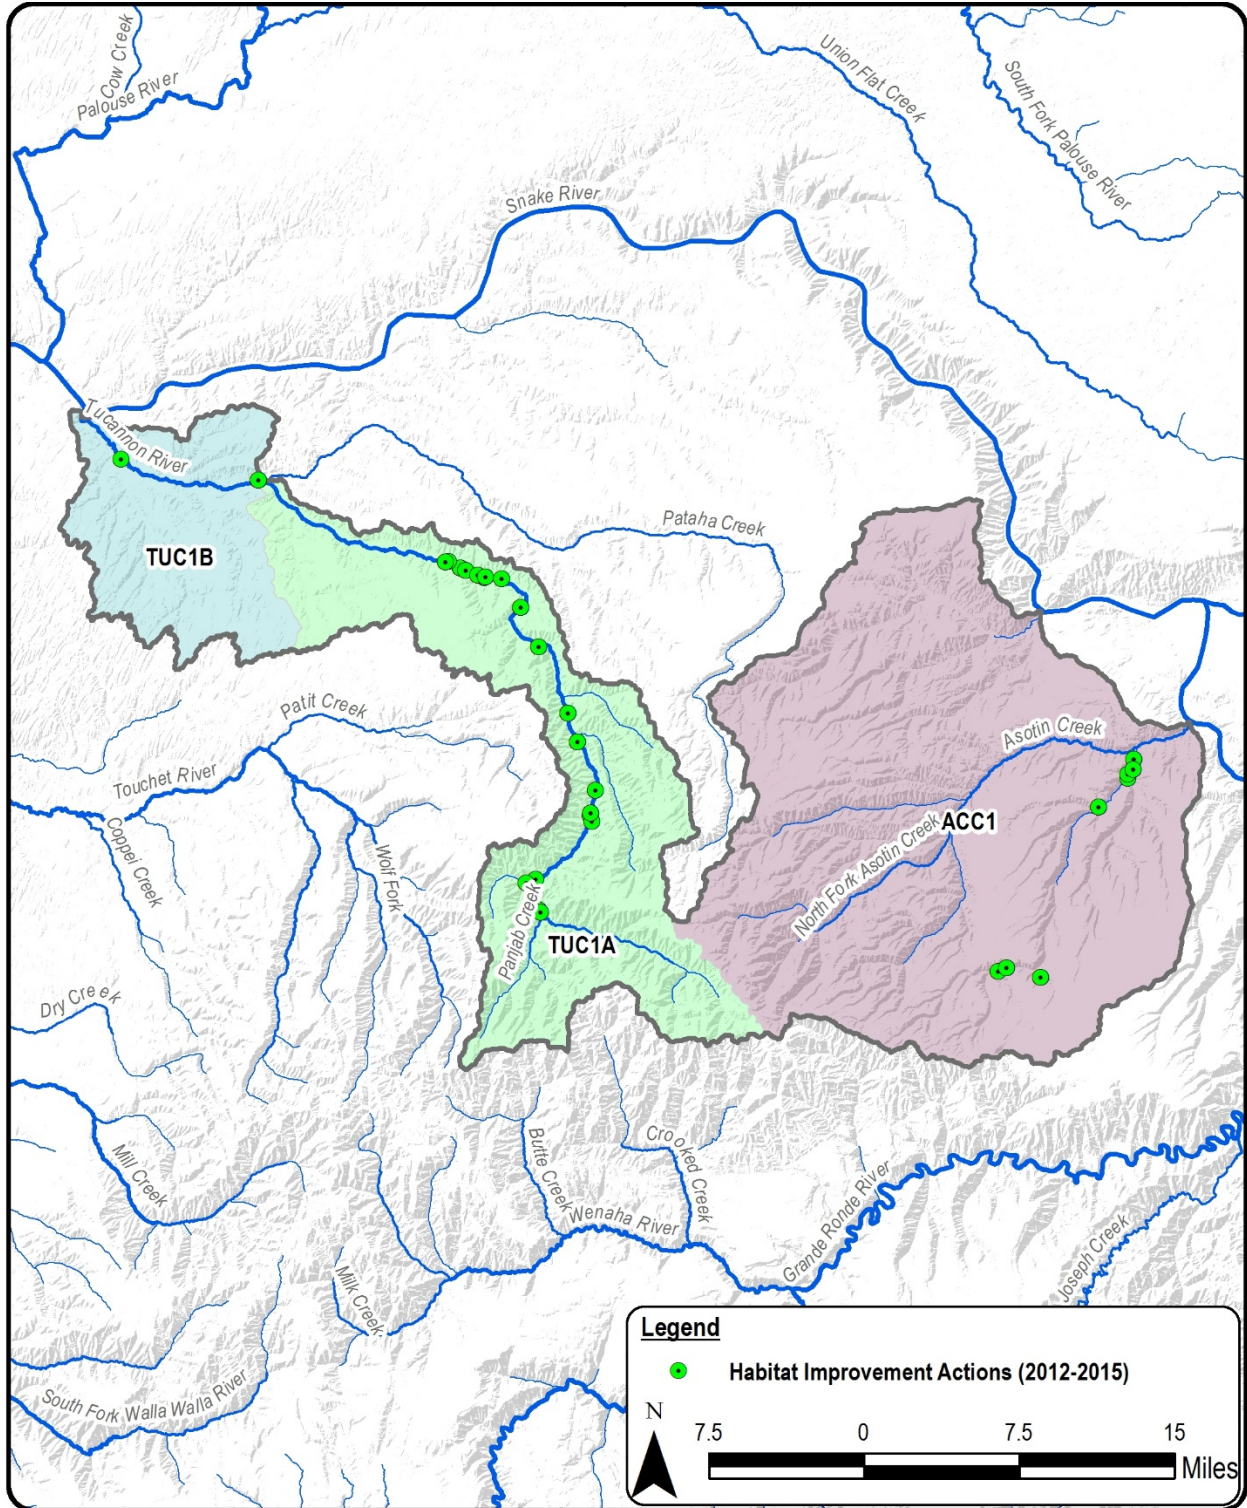 Cow Creek
Palouse River
Union Flat Creek
South Fork Palouse River
Snake River
Tucannon River
Pataha Creek
TUC1B
Patit Creek
Touchet River
Asotin Creek
Coppei Creek
Wolf Fork
ACC1
North Fork Asotin Creek
Panjab Creek
TUC1A
Dry Creek
Mill Creek
Butte Creek
Crooked Creek
Wenaha River
Grande Ronde River
Joseph Creek
Milk Creek
South Fork Walla Walla River
Legend
Habitat Improvement Actions (2012-2015)
N
7.5 0 7.5 15
Miles